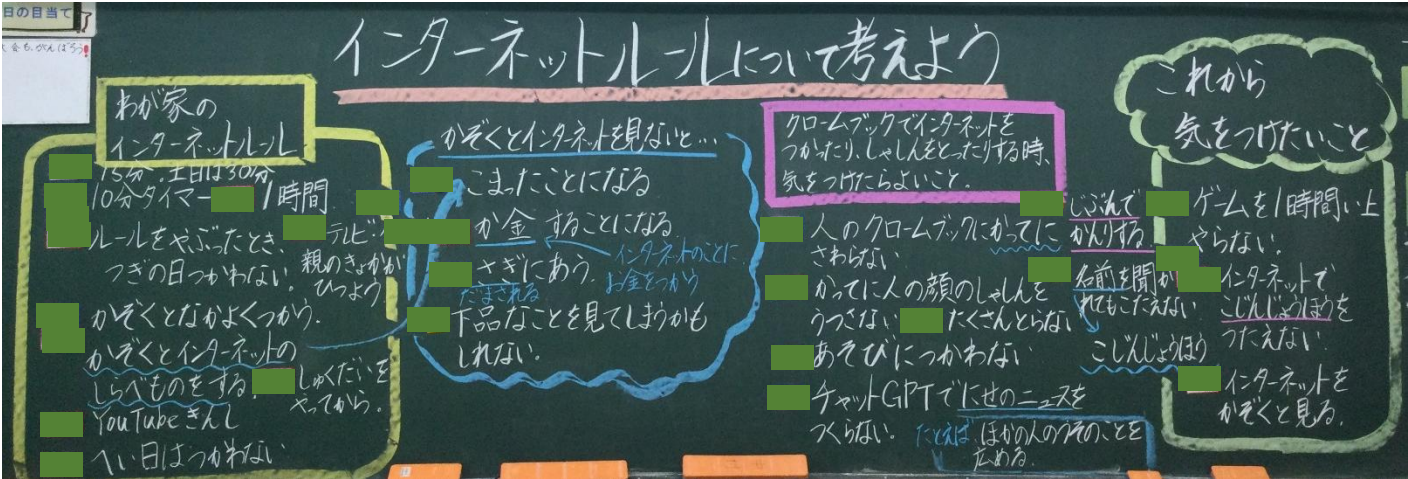 日の目当て
インターネットルールについて考えよう
わが家の
インターネットルール
15分 土日は30分
10分タイマー 1時間
ルールをやぶったとき
つぎの日つかわない。
テレビ
親のきょかが
ひつよう
かぞくとなかよくつかう。
かぞくとインターネットの
しらべものをする。
しゅくだいを
やってから。
YouTubeきんし
へい日はつかわない
かぞくとインターネットを見ないと…
こまったことになる
か金することになる
インターネットのことに
お金をつかう
さぎにあう。
だまされる
下品なことを見てしまうかも
しれない。
クロームブックでインターネットを
つかったり、しゃしんをとったりする時、
気をつけたらよいこと。
人のクロームブックにかってに
さわらない
かってに人の顔のしゃしんを
うつさない
たくさんとらない
あそびにつかわない
チャットGPTでにせのニュースを
つくらない。
たとえば
ほかの人のうそのことを
広める。
じぶんで
かんりする。
名前を聞か
れてもこたえない
こじんじょうほう
これから
気をつけたいこと
ゲームを1時間い上
やらない。
インターネットで
こじんじょうほうを
つたえない。
インターネットを
かぞくと見る。